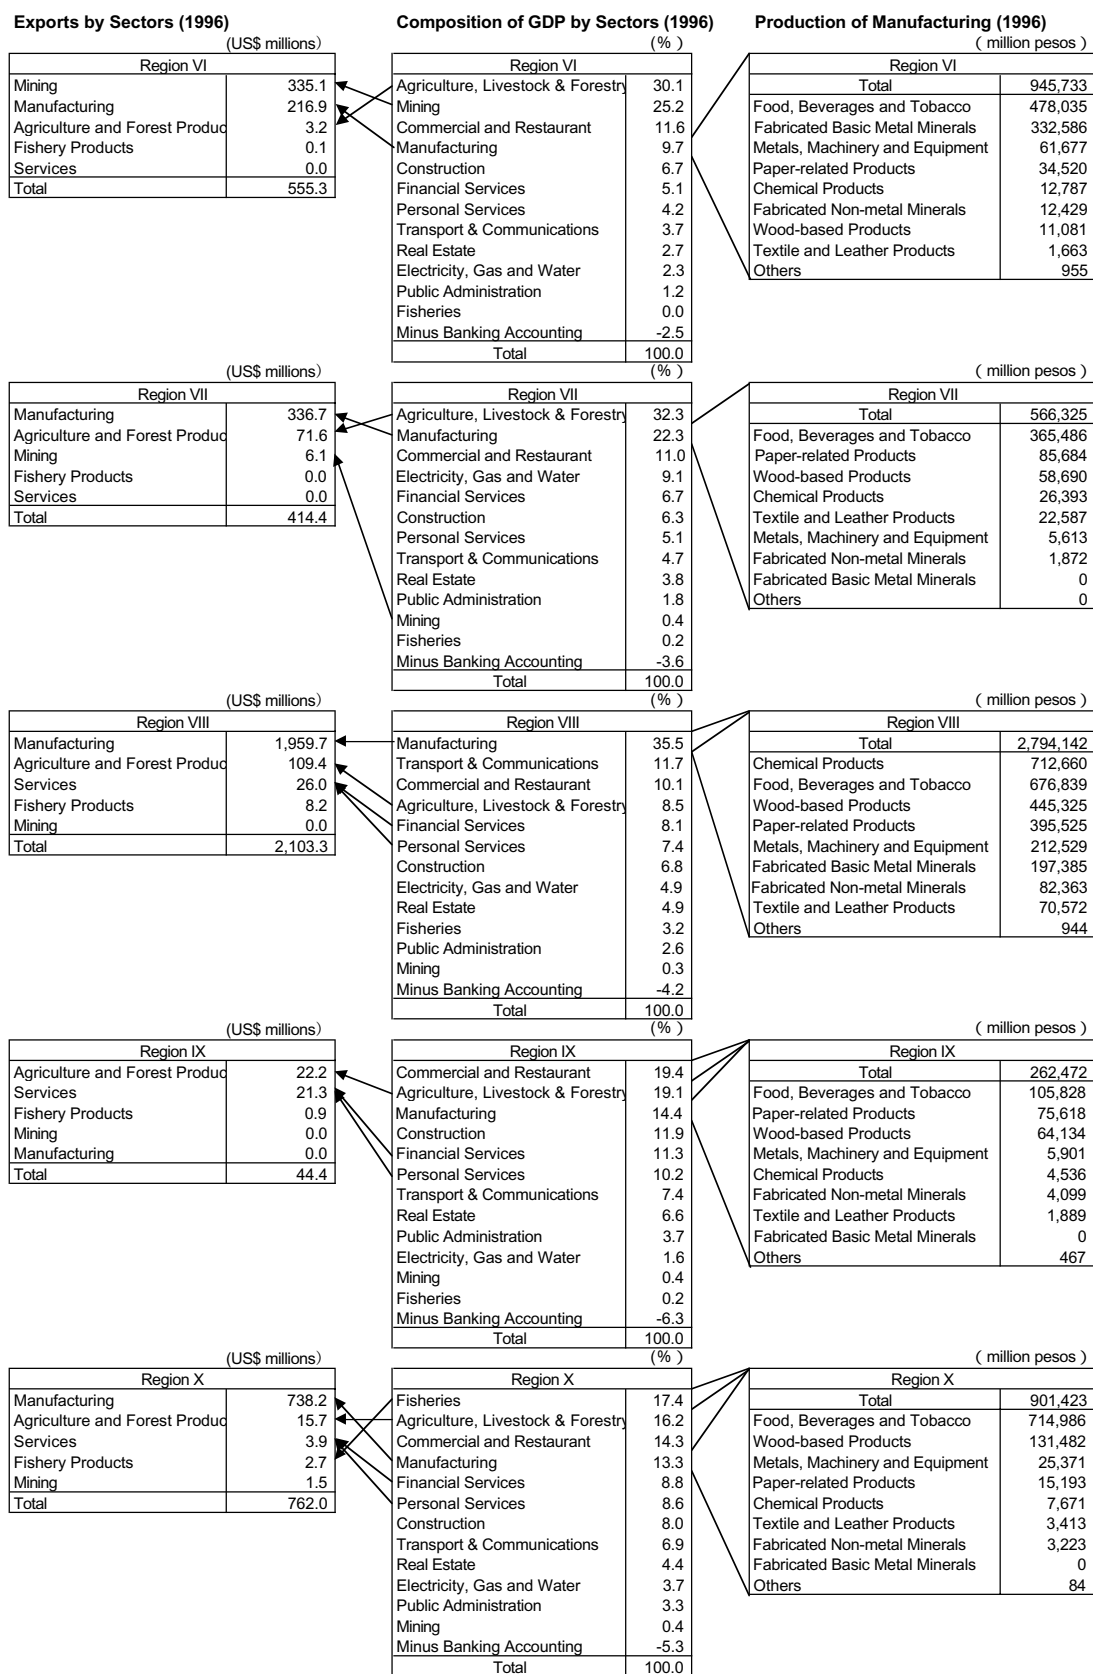 Exports by Sectors (1996)
(US$ millions)
Region VI
Mining 335.1
Manufacturing 216.9
Agriculture and Forest Produc 3.2
Fishery Products 0.1
Services 0.0
Total 555.3
Composition of GDP by Sectors (1996)
(%)
Region VI
Agriculture, Livestock & Forestry 30.1
Mining 25.2
Commercial and Restaurant 11.6
Manufacturing 9.7
Construction 6.7
Financial Services 5.1
Personal Services 4.2
Transport & Communications 3.7
Real Estate 2.7
Electricity, Gas and Water 2.3
Public Administration 1.2
Fisheries 0.0
Minus Banking Accounting -2.5
Total 100.0
Production of Manufacturing (1996)
( million pesos )
Region VI
Total 945,733
Food, Beverages and Tobacco 478,035
Fabricated Basic Metal Minerals 332,586
Metals, Machinery and Equipment 61,677
Paper-related Products 34,520
Chemical Products 12,787
Fabricated Non-metal Minerals 12,429
Wood-based Products 11,081
Textile and Leather Products 1,663
Others 955
(US$ millions)
Region VII
Manufacturing 336.7
Agriculture and Forest Produc 71.6
Mining 6.1
Fishery Products 0.0
Services 0.0
Total 414.4
(%)
Region VII
Agriculture, Livestock & Forestry 32.3
Manufacturing 22.3
Commercial and Restaurant 11.0
Electricity, Gas and Water 9.1
Financial Services 6.7
Construction 6.3
Personal Services 5.1
Transport & Communications 4.7
Real Estate 3.8
Public Administration 1.8
Mining 0.4
Fisheries 0.2
Minus Banking Accounting -3.6
Total 100.0
( million pesos )
Region VII
Total 566,325
Food, Beverages and Tobacco 365,486
Paper-related Products 85,684
Wood-based Products 58,690
Chemical Products 26,393
Textile and Leather Products 22,587
Metals, Machinery and Equipment 5,613
Fabricated Non-metal Minerals 1,872
Fabricated Basic Metal Minerals 0
Others 0
(US$ millions)
Region VIII
Manufacturing 1,959.7
Agriculture and Forest Produc 109.4
Services 26.0
Fishery Products 8.2
Mining 0.0
Total 2,103.3
(%)
Region VIII
Manufacturing 35.5
Transport & Communications 11.7
Commercial and Restaurant 10.1
Agriculture, Livestock & Forestry 8.5
Financial Services 8.1
Personal Services 7.4
Construction 6.8
Electricity, Gas and Water 4.9
Real Estate 4.9
Fisheries 3.2
Public Administration 2.6
Mining 0.3
Minus Banking Accounting -4.2
Total 100.0
( million pesos )
Region VIII
Total 2,794,142
Chemical Products 712,660
Food, Beverages and Tobacco 676,839
Wood-based Products 445,325
Paper-related Products 395,525
Metals, Machinery and Equipment 212,529
Fabricated Basic Metal Minerals 197,385
Fabricated Non-metal Minerals 82,363
Textile and Leather Products 70,572
Others 944
(US$ millions)
Region IX
Agriculture and Forest Produc 22.2
Services 21.3
Fishery Products 0.9
Mining 0.0
Manufacturing 0.0
Total 44.4
(%)
Region IX
Commercial and Restaurant 19.4
Agriculture, Livestock & Forestry 19.1
Manufacturing 14.4
Construction 11.9
Financial Services 11.3
Personal Services 10.2
Transport & Communications 7.4
Real Estate 6.6
Public Administration 3.7
Electricity, Gas and Water 1.6
Mining 0.4
Fisheries 0.2
Minus Banking Accounting -6.3
Total 100.0
( million pesos )
Region IX
Total 262,472
Food, Beverages and Tobacco 105,828
Paper-related Products 75,618
Wood-based Products 64,134
Metals, Machinery and Equipment 5,901
Chemical Products 4,536
Fabricated Non-metal Minerals 4,099
Textile and Leather Products 1,889
Fabricated Basic Metal Minerals 0
Others 467
(US$ millions)
Region X
Manufacturing 738.2
Agriculture and Forest Produc 15.7
Services 3.9
Fishery Products 2.7
Mining 1.5
Total 762.0
(%)
Region X
Fisheries 17.4
Agriculture, Livestock & Forestry 16.2
Commercial and Restaurant 14.3
Manufacturing 13.3
Financial Services 8.8
Personal Services 8.6
Construction 8.0
Transport & Communications 6.9
Real Estate 4.4
Electricity, Gas and Water 3.7
Public Administration 3.3
Mining 0.4
Minus Banking Accounting -5.3
Total 100.0
( million pesos )
Region X
Total 901,423
Food, Beverages and Tobacco 714,986
Wood-based Products 131,482
Metals, Machinery and Equipment 25,371
Paper-related Products 15,193
Chemical Products 7,671
Textile and Leather Products 3,413
Fabricated Non-metal Minerals 3,223
Fabricated Basic Metal Minerals 0
Others 84